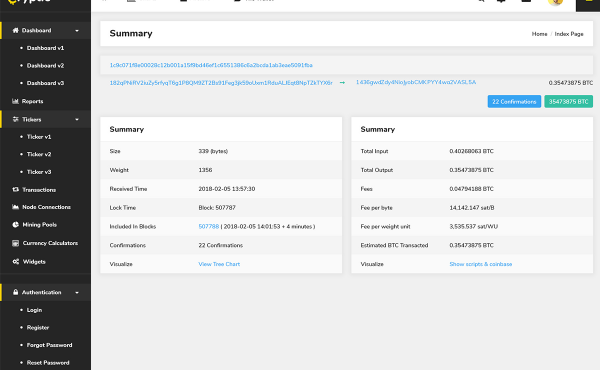 Summary
Home / Index Page
Dashboard
Dashboard v1
Dashboard v2
Dashboard v3
Reports
Tickers
Ticker v1
Ticker v2
Ticker v3
Transactions
Node Connections
Mining Pools
Currency Calculators
Widgets
Authentication
Login
Register
Forgot Password
Reset Password
0.35473875 BTC
22 Confirmations
35473875 BTC
Summary
Size 339 (bytes)
Weight 1356
Received Time 2018-02-05 13:57:30
Lock Time Block: 507787
Included In Blocks 507788 ( 2018-02-05 14:01:53 + 4 minutes )
Confirmations 22 Confirmations
Visualize View Tree Chart
Summary
Total Input 0.40268063 BTC
Total Output 0.35473875 BTC
Fees 0.04794188 BTC
Fee per byte 14,142.147 sat/B
Fee per weight unit 3,535.537 sat/WU
Estimated BTC Transacted 0.35473875 BTC
Visualize Show scripts & coinbase